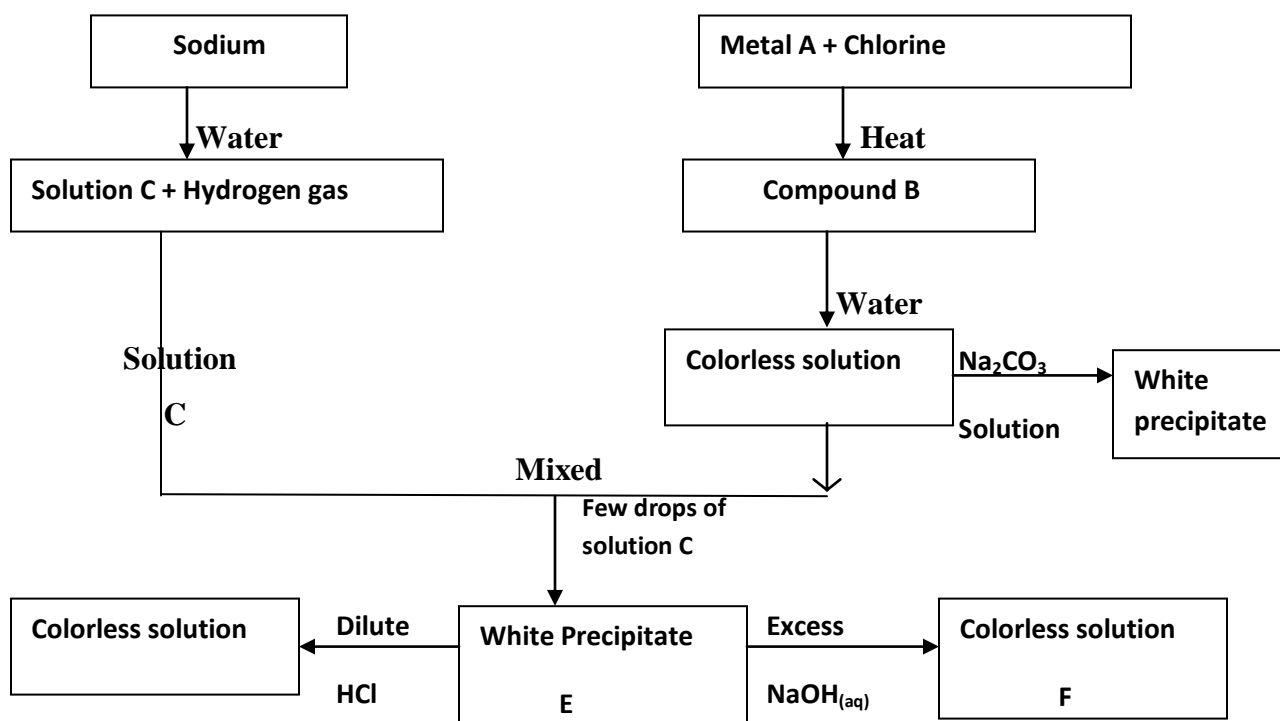 Sodium
Metal A + Chlorine
Water
Heat
Solution C + Hydrogen gas
Compound B
Water
Solution
C
Colorless solution
Na₂CO₃
Solution
White
precipitate
Mixed
Few drops of
solution C
Colorless solution
Dilute
HCl
White Precipitate
E
Excess
NaOH₍aq₎
Colorless solution
F